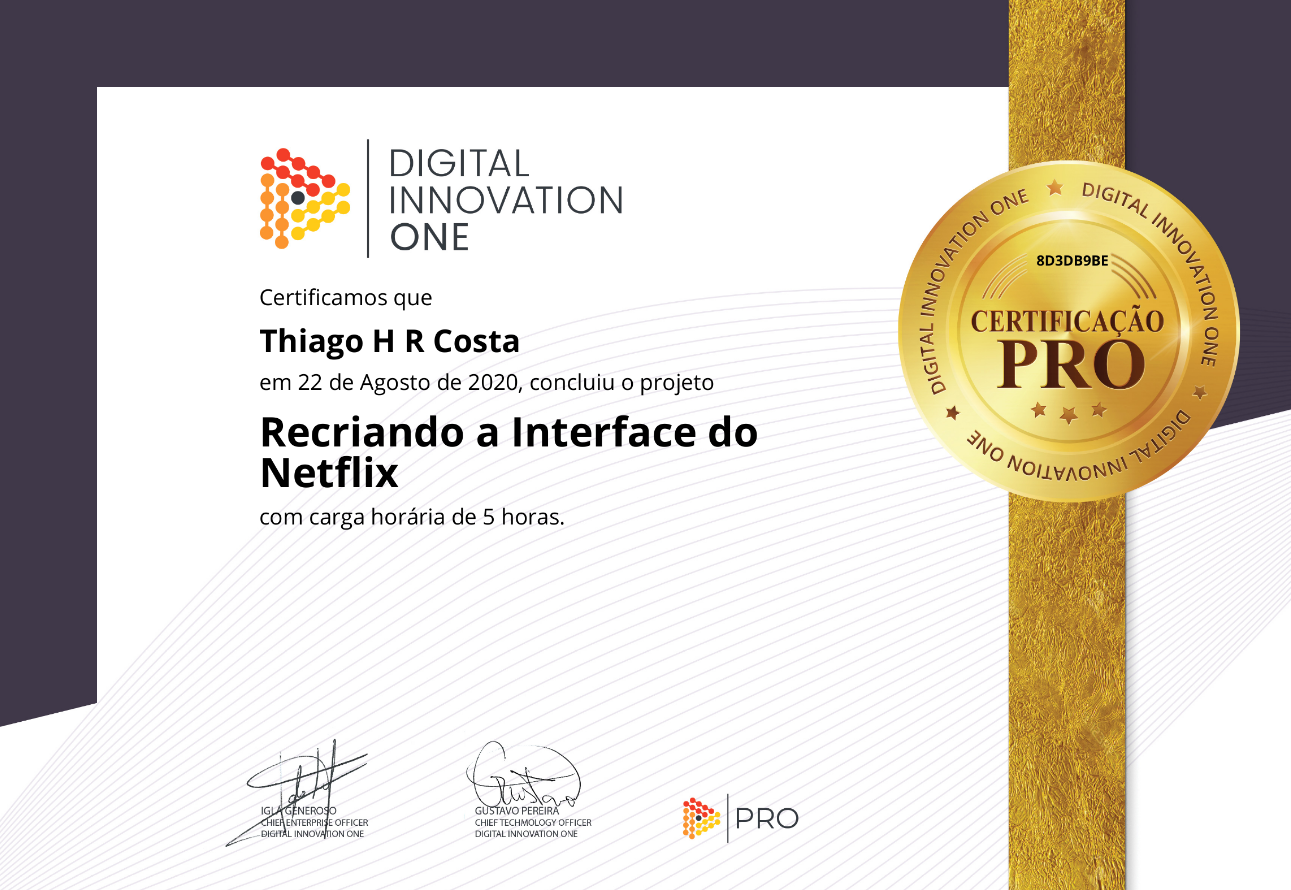 DIGITAL
INNOVATION
ONE
Certificamos que
Thiago H R Costa
em 22 de Agosto de 2020, concluiu o projeto
Recriando a Interface do
Netflix
com carga horária de 5 horas.
DIGITAL INNOVATION ONE
DIGITAL INNOVATION ONE
DIGITAL INNOVATION ONE
8D3DB9BE
CERTIFICAÇÃO
PRO
IGLÁ GENEROSO
CHIEF ENTERPRISE OFFICER
DIGITAL INNOVATION ONE
Gustavo
GUSTAVO PEREIRA
CHIEF TECHMOLOGY OFFICER
DIGITAL INNOVATION ONE
PRO